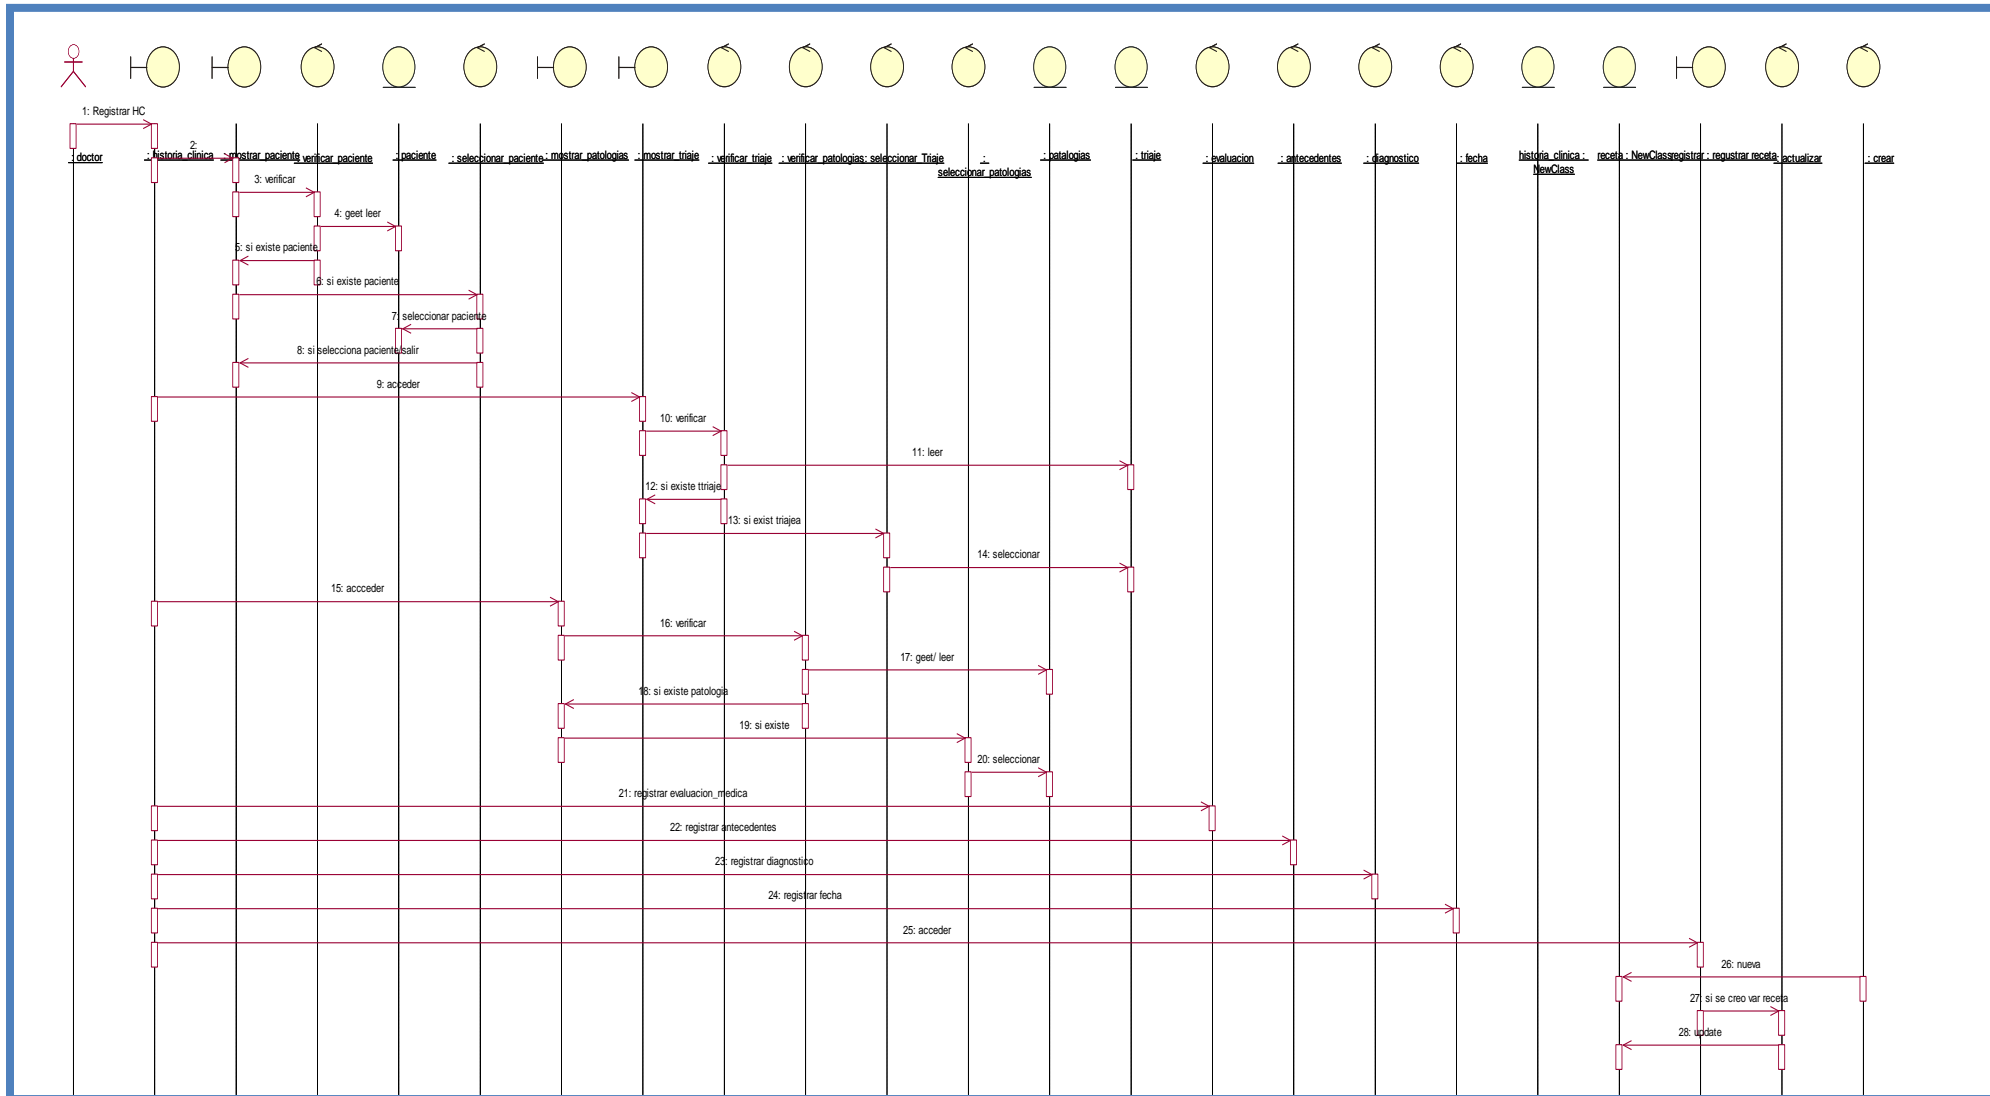 1: Registrar HC
2:
: doctor
: historia_clinica
: mostrar_paciente
: verificar_paciente
: paciente
: seleccionar_paciente
: mostrar_patologias
: mostrar_triaje
: verificar_triaje
: verificar_patologias
: seleccionar_Triaje
:
seleccionar_patologias
: patalogias
: triaje
: evaluacion
: antecedentes
: diagnostico
: fecha
historia_clinica :
NewClass
receta : NewClass
registrar : regustrar receta
: actualizar
: crear
3: verificar
4: geet leer
5: si existe paciente
6: si existe paciente
7: seleccionar paciente
8: si selecciona paciente/salir
9: acceder
10: verificar
11: leer
12: si existe ttriaje
13: si exist triajea
14: seleccionar
15: accceder
16: verificar
17: geet/ leer
18: si existe patologia
19: si existe
20: seleccionar
21: registrar evaluacion_medica
22: registrar antecedentes
23: registrar diagnostico
24: registrar fecha
25: acceder
26: nueva
27: si se creo var receta
28: update